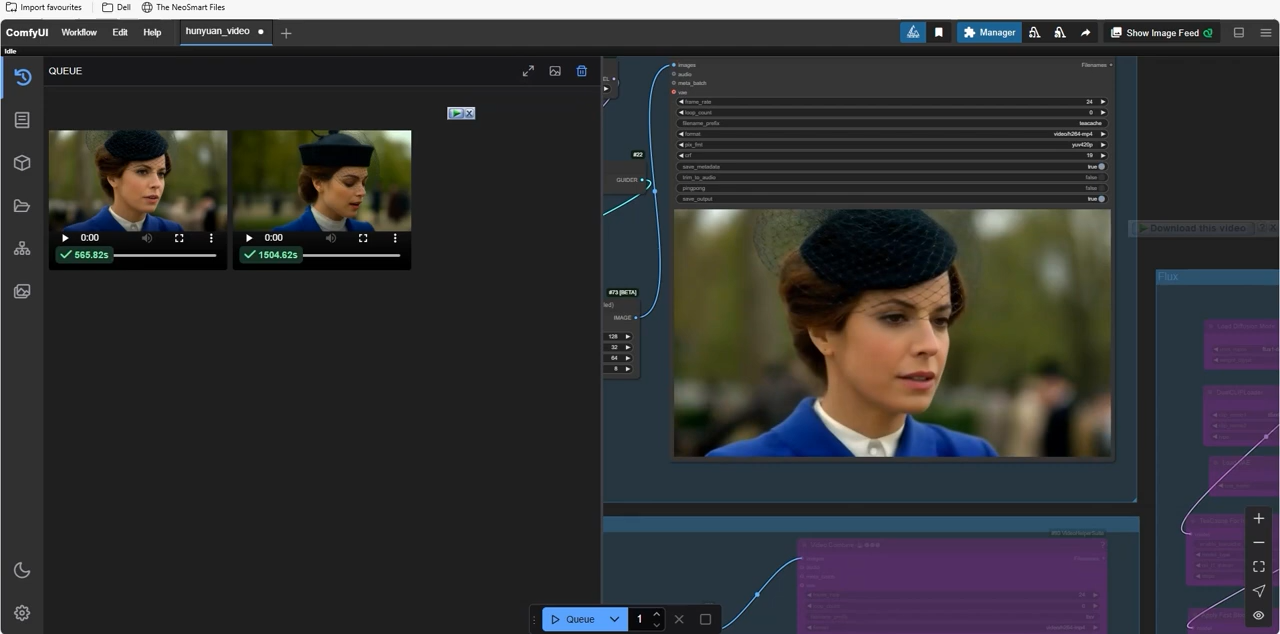 Import favourites Dell The NeoSmart Files
ComfyUI Workflow Edit Help hunyuan_video Manager Show Image Feed
Idle
QUEUE
0:00 0:00
565.82s 1504.62s
#22
GUIDER
#73 [BETA]
IMAGE
128
32
64
8
images Filenames
audio
meta_batch
vae
frame_rate 24
loop_count 0
filename_prefix teacache
format video/h264-mp4
pix_fmt yuv420p
crf 19
save_metadata true
trim_to_audio false
pingpong false
save_output true
Download this video
Flux
Queue 1